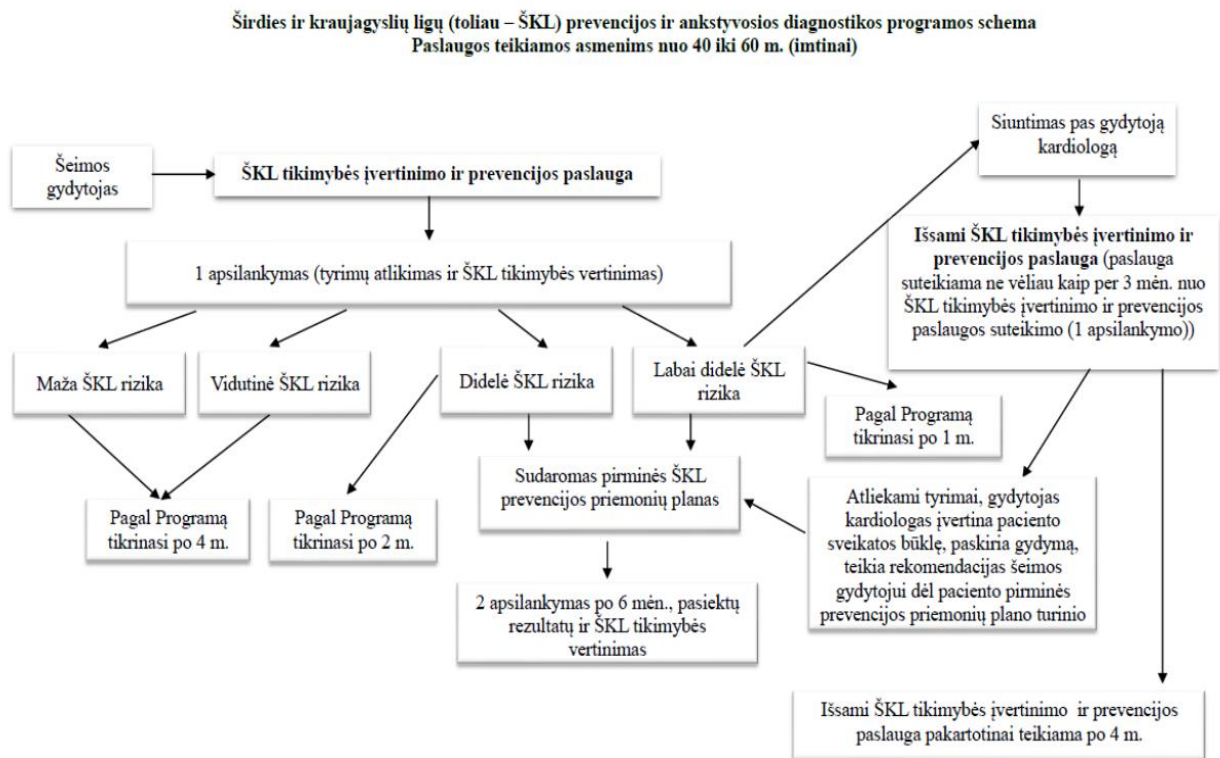 Širdies ir kraujagyslių ligų (toliau – ŠKL) prevencijos ir ankstyvosios diagnostikos programos schema
Paslaugos teikiamos asmenims nuo 40 iki 60 m. (imtinai)
Šeimos
gydytojas
ŠKL tikimybės įvertinimo ir prevencijos paslauga
Siuntimas pas gydytoją
kardiologą
1 apsilankymas (tyrimų atlikimas ir ŠKL tikimybės vertinimas)
Išsami ŠKL tikimybės įvertinimo ir
prevencijos paslauga (paslauga
suteikiama ne vėliau kaip per 3 mėn. nuo
ŠKL tikimybės įvertinimo ir prevencijos
paslaugos suteikimo (1 apsilankymo))
Maža ŠKL rizika
Vidutinė ŠKL rizika
Didelė ŠKL rizika
Labai didelė ŠKL
rizika
Pagal Programą
tikrinasi po 1 m.
Pagal Programą
tikrinasi po 4 m.
Pagal Programą
tikrinasi po 2 m.
Sudaromas pirminės ŠKL
prevencijos priemonių planas
Atliekami tyrimai, gydytojas
kardiologas įvertina paciento
sveikatos būklę, paskiria gydymą,
teikia rekomendacijas šeimos
gydytojui dėl paciento pirminės
prevencijos priemonių plano turinio
2 apsilankymas po 6 mėn., pasiektų
rezultatų ir ŠKL tikimybės
vertinimas
Išsami ŠKL tikimybės įvertinimo ir prevencijos
paslauga pakartotinai teikiama po 4 m.